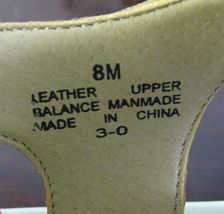 8M
LEATHER UPPER
BALANCE MANMADE
MADE IN CHINA
3-0